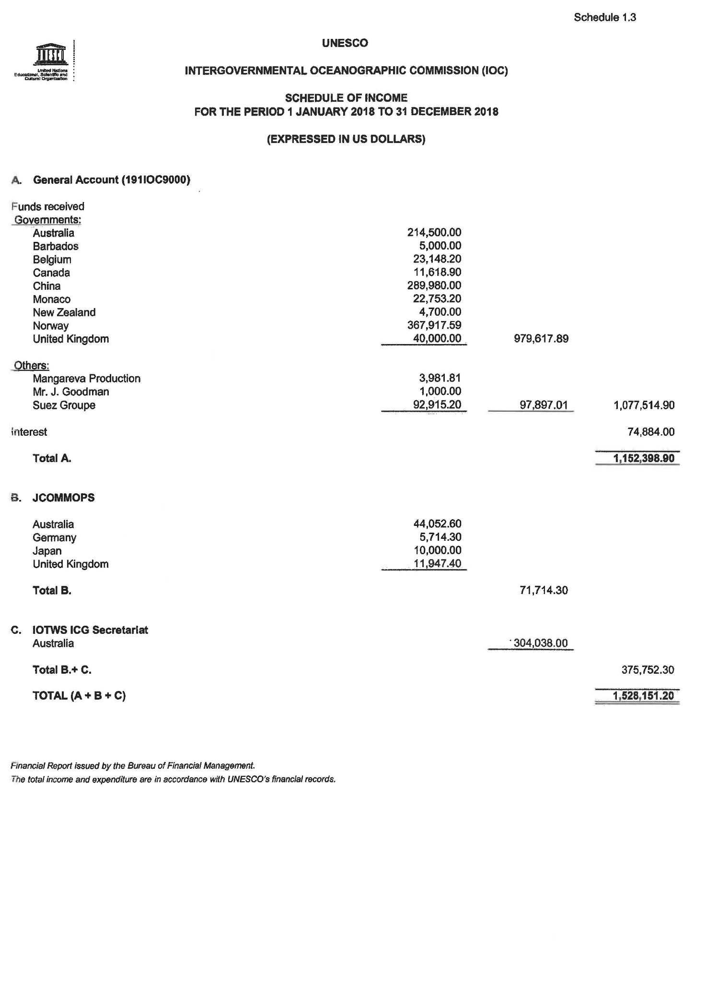 Schedule 1.3
UNESCO
UNESCO
United Nations
Educational, Scientific and
Cultural Organization
INTERGOVERNMENTAL OCEANOGRAPHIC COMMISSION (IOC)
SCHEDULE OF INCOME
FOR THE PERIOD 1 JANUARY 2018 TO 31 DECEMBER 2018
(EXPRESSED IN US DOLLARS)
A. General Account (191IOC9000)
Funds received
Governments:
Australia 214,500.00
Barbados 5,000.00
Belgium 23,148.20
Canada 11,618.90
China 289,980.00
Monaco 22,753.20
New Zealand 4,700.00
Norway 367,917.59
United Kingdom 40,000.00 979,617.89
Others:
Mangareva Production 3,981.81
Mr. J. Goodman 1,000.00
Suez Groupe 92,915.20 97,897.01 1,077,514.90
Interest 74,884.00
Total A. 1,152,398.90
B. JCOMMOPS
Australia 44,052.60
Germany 5,714.30
Japan 10,000.00
United Kingdom 11,947.40
Total B. 71,714.30
C. IOTWS ICG Secretariat
Australia 304,038.00
Total B.+ C. 375,752.30
TOTAL (A + B + C) 1,528,151.20
Financial Report issued by the Bureau of Financial Management.
The total income and expenditure are in accordance with UNESCO's financial records.